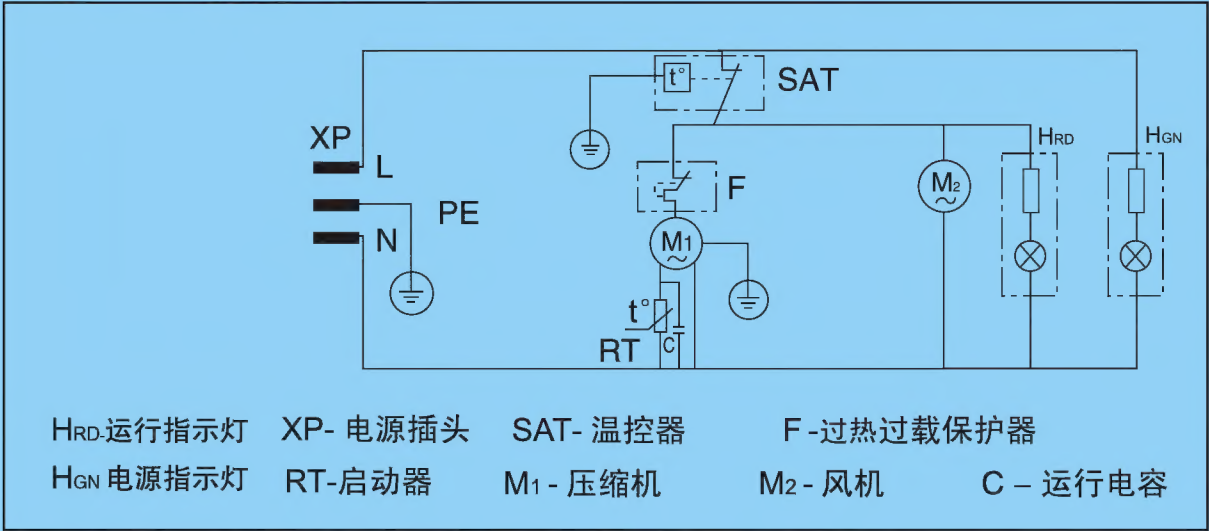 t° SAT
XP
L
PE
N
F
M1
M2
HRD
HGN
t°
RT
C
HRD-运行指示灯 XP- 电源插头 SAT- 温控器 F -过热过载保护器
HGN 电源指示灯 RT-启动器 M1 - 压缩机 M2 - 风机 C – 运行电容